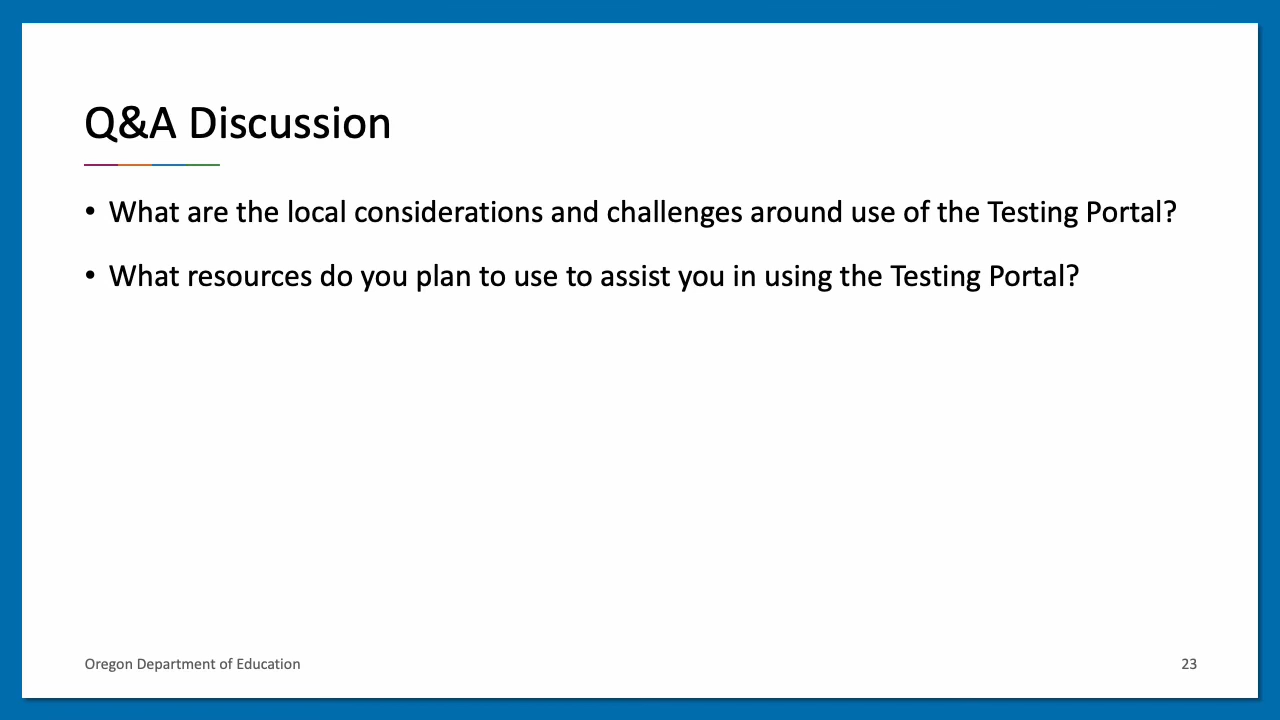 Q&A Discussion
• What are the local considerations and challenges around use of the Testing Portal?
• What resources do you plan to use to assist you in using the Testing Portal?
Oregon Department of Education
23